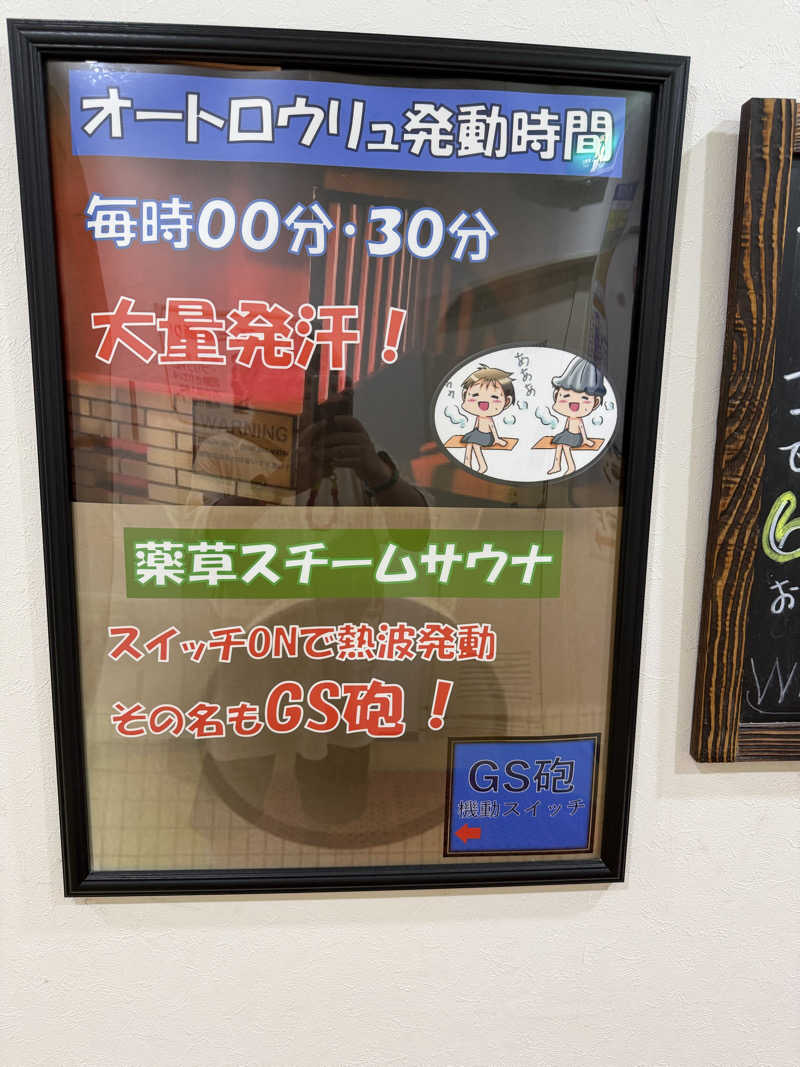 オートロウリュ発動時間
毎時00分・30分
大量発汗！
あぁぁ
WARNING
薬草スチームサウナ
スイッチONで熱波発動
その名もGS砲！
GS砲
機動スイッチ
で
お
W